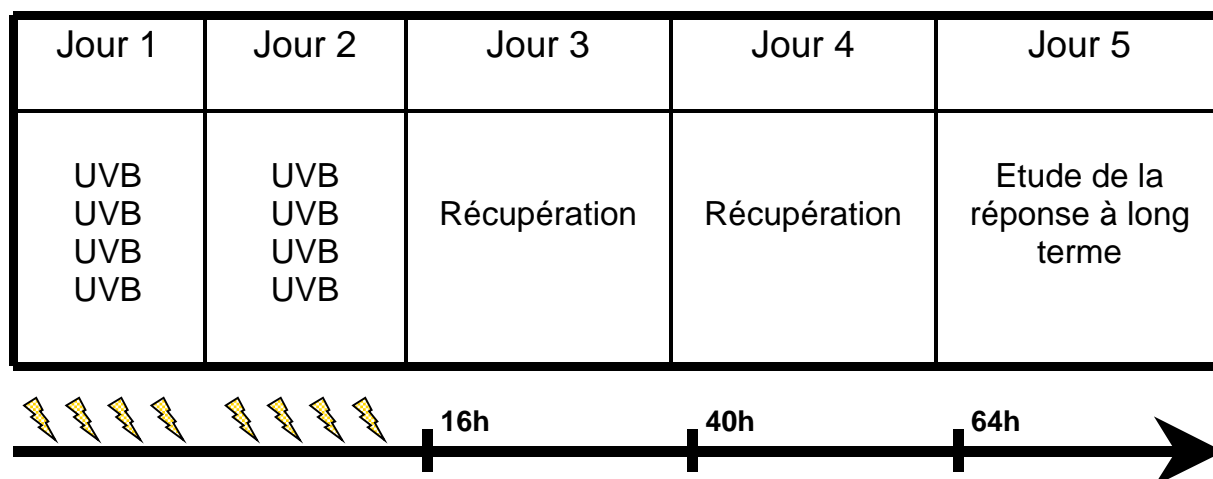 Jour 1
Jour 2
Jour 3
Jour 4
Jour 5
UVB
UVB
UVB
UVB
UVB
UVB
UVB
UVB
Récupération
Récupération
Etude de la
réponse à long
terme
16h
40h
64h